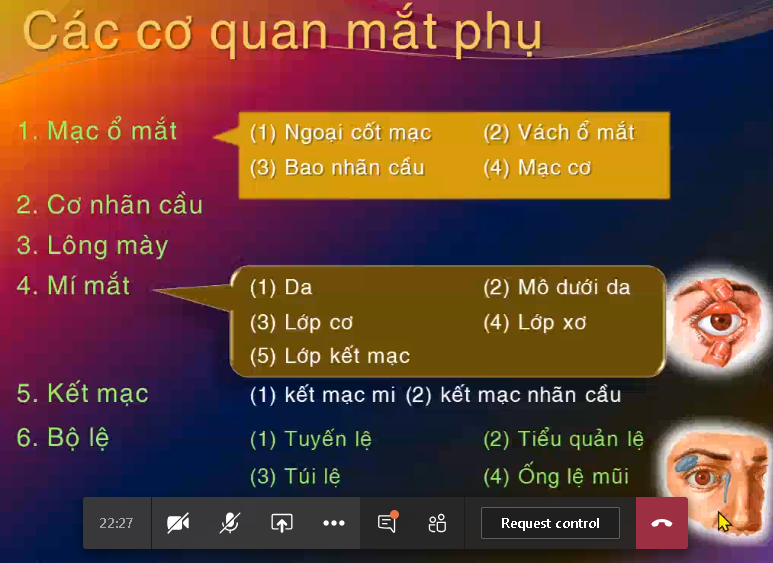 Các cơ quan mắt phụ
1. Mạc ổ mắt
(1) Ngoại cốt mạc (2) Vách ổ mắt
(3) Bao nhãn cầu (4) Mạc cơ
2. Cơ nhãn cầu
3. Lông mày
4. Mí mắt
(1) Da (2) Mô dưới da
(3) Lớp cơ (4) Lớp xơ
(5) Lớp kết mạc
5. Kết mạc (1) kết mạc mi (2) kết mạc nhãn cầu
6. Bộ lệ (1) Tuyến lệ (2) Tiểu quản lệ
(3) Túi lệ (4) Ống lệ mũi
22:27 Request control